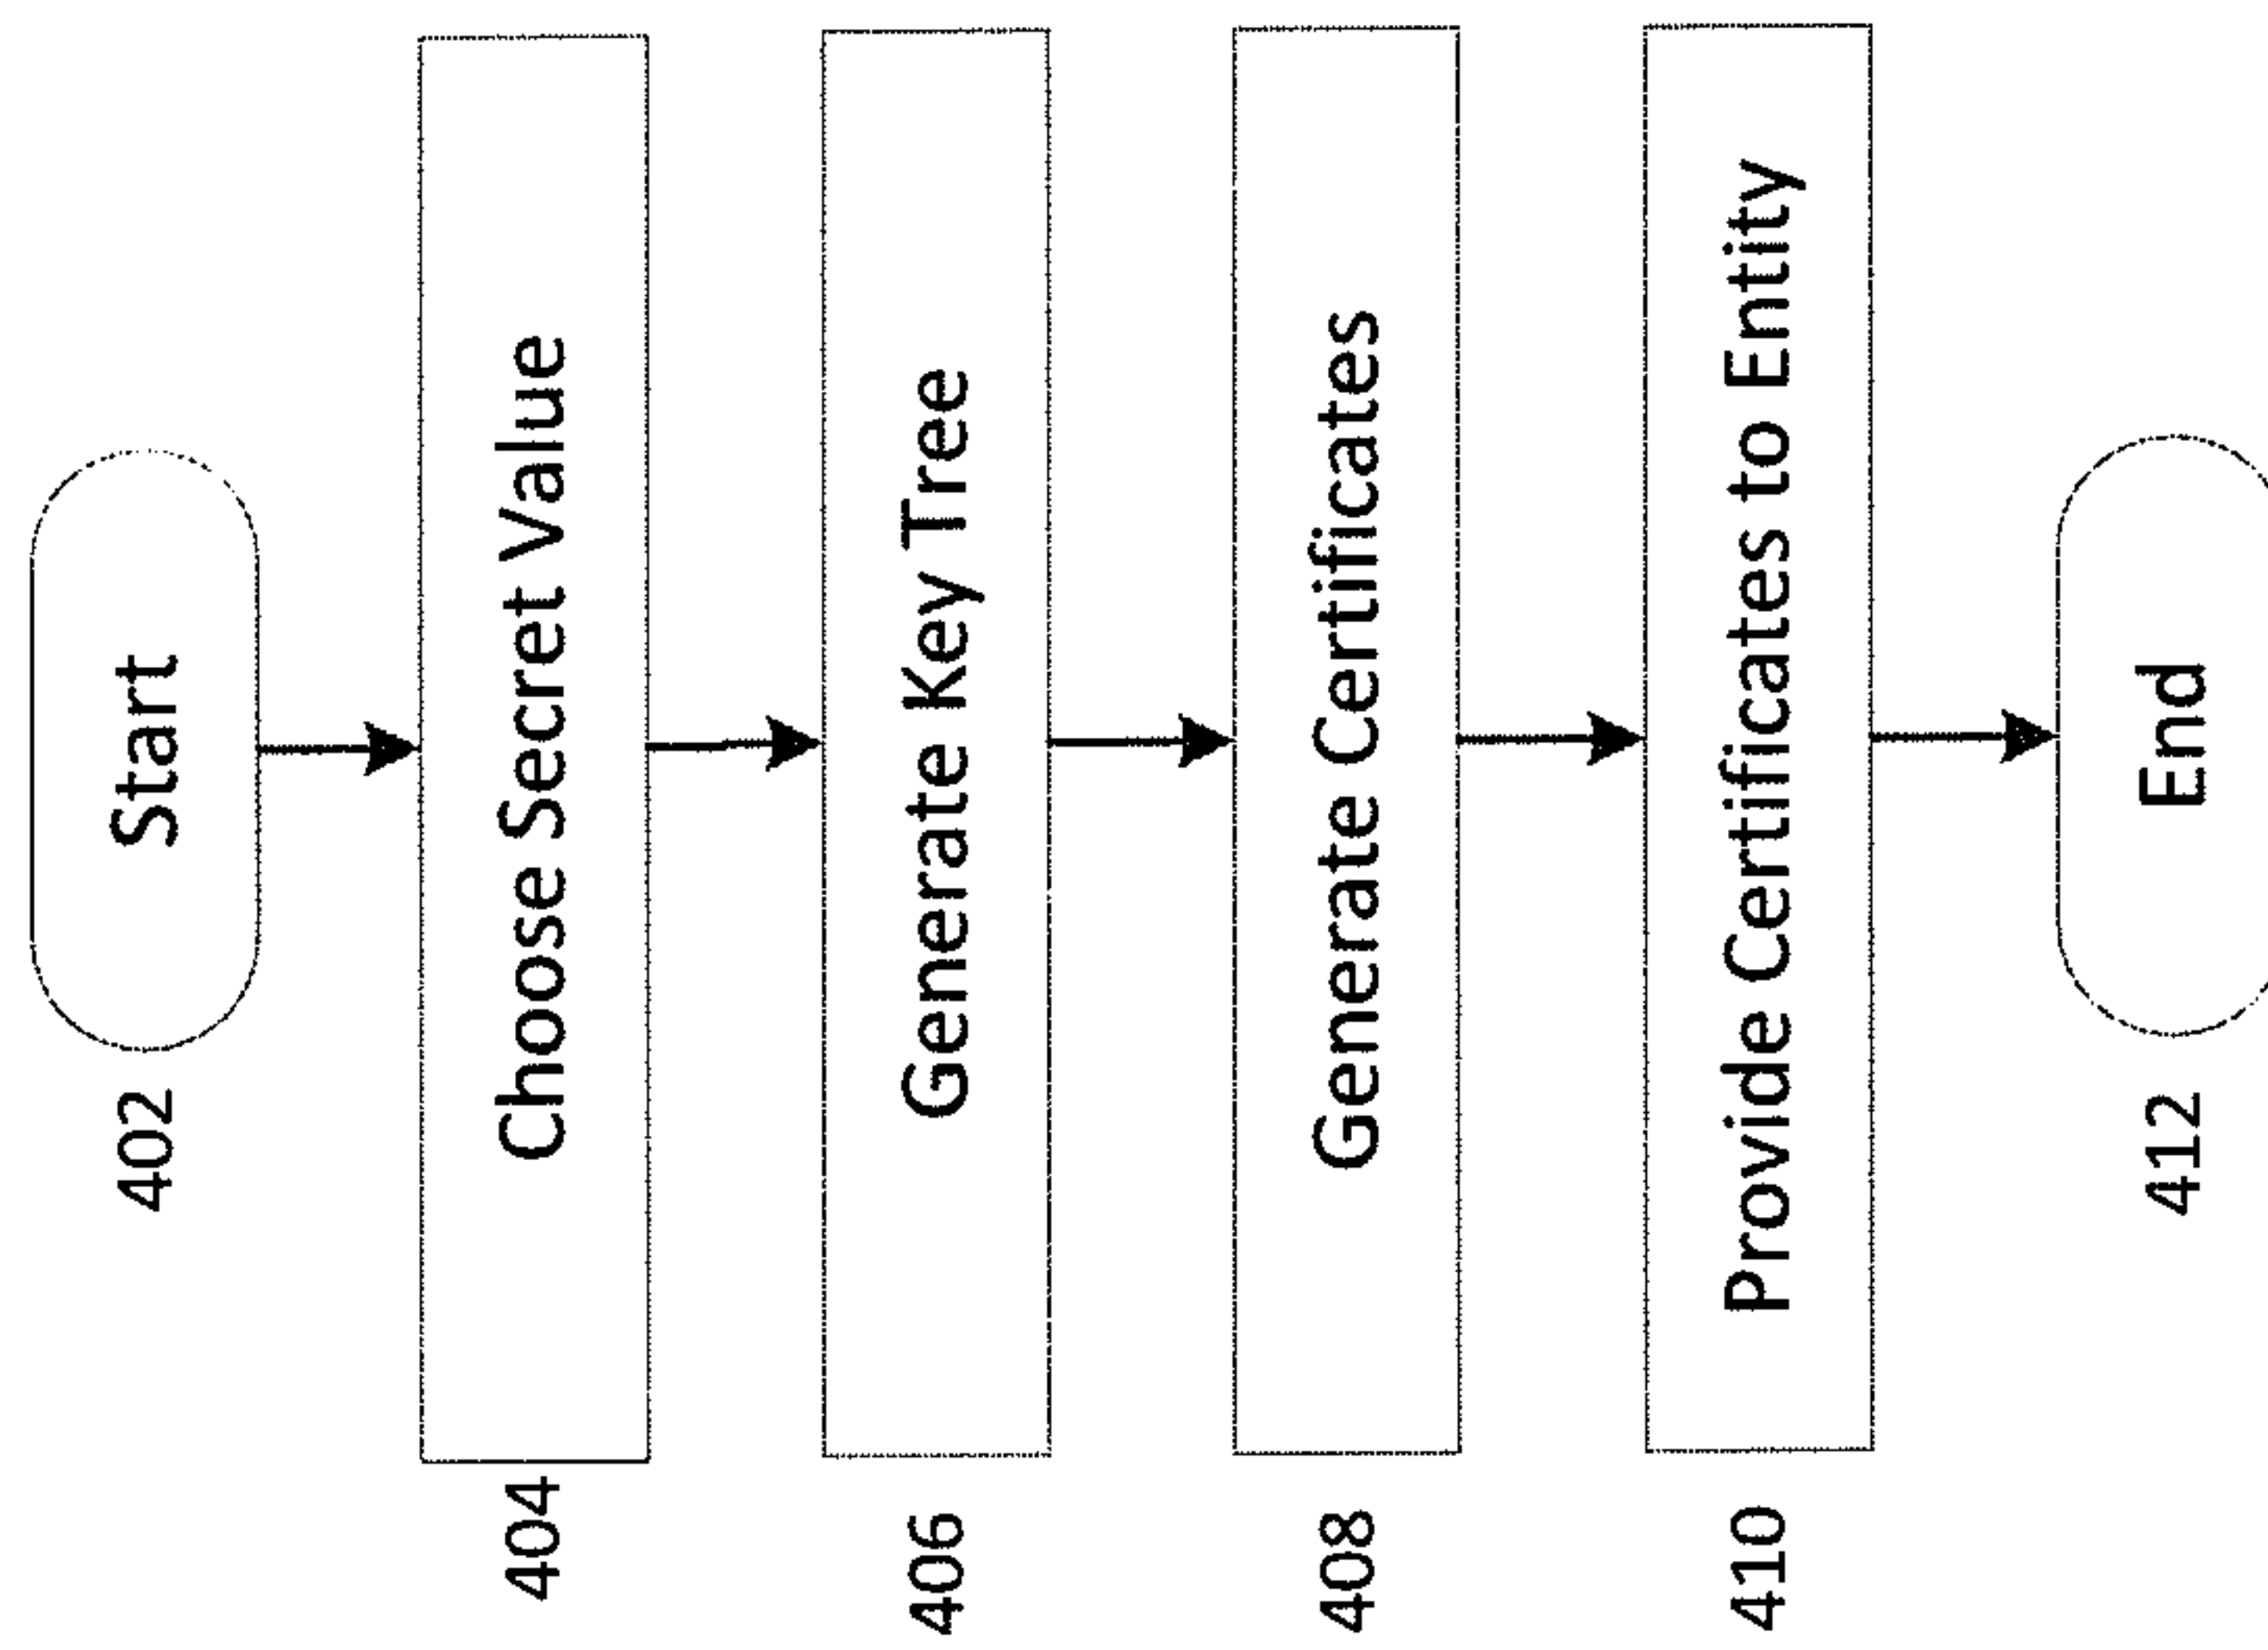 402 Start
404 Choose Secret Value
406 Generate Key Tree
408 Generate Certificates
410 Provide Certificates to Entity
412 End